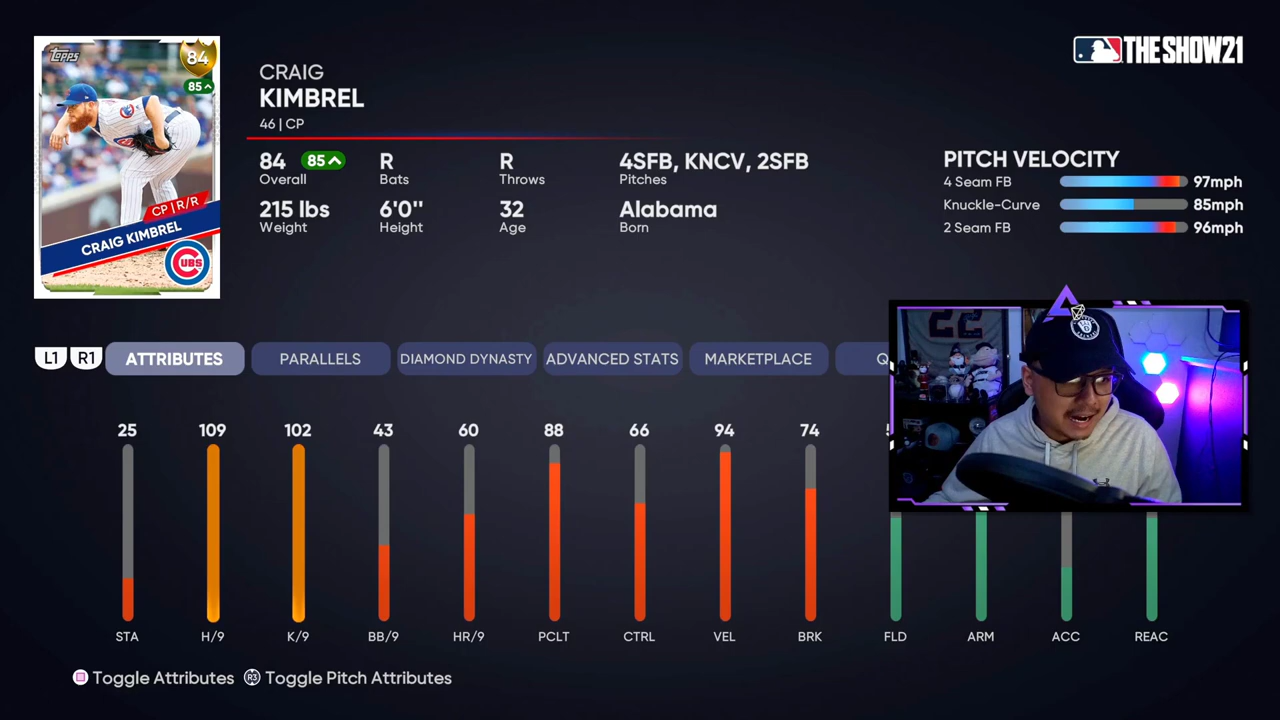 Topps
84
85
CP | R/R
CRAIG KIMBREL
CUBS
CRAIG
KIMBREL
46 | CP
THE SHOW21
84 85 R R 4SFB, KNCV, 2SFB
Overall Bats Throws Pitches
215 lbs 6'0'' 32 Alabama
Weight Height Age Born
PITCH VELOCITY
4 Seam FB 97mph
Knuckle-Curve 85mph
2 Seam FB 96mph
22
L1 R1 ATTRIBUTES PARALLELS DIAMOND DYNASTY ADVANCED STATS MARKETPLACE Q
25 109 102 43 60 88 66 94 74
STA H/9 K/9 BB/9 HR/9 PCLT CTRL VEL BRK FLD ARM ACC REAC
Toggle Attributes R3 Toggle Pitch Attributes